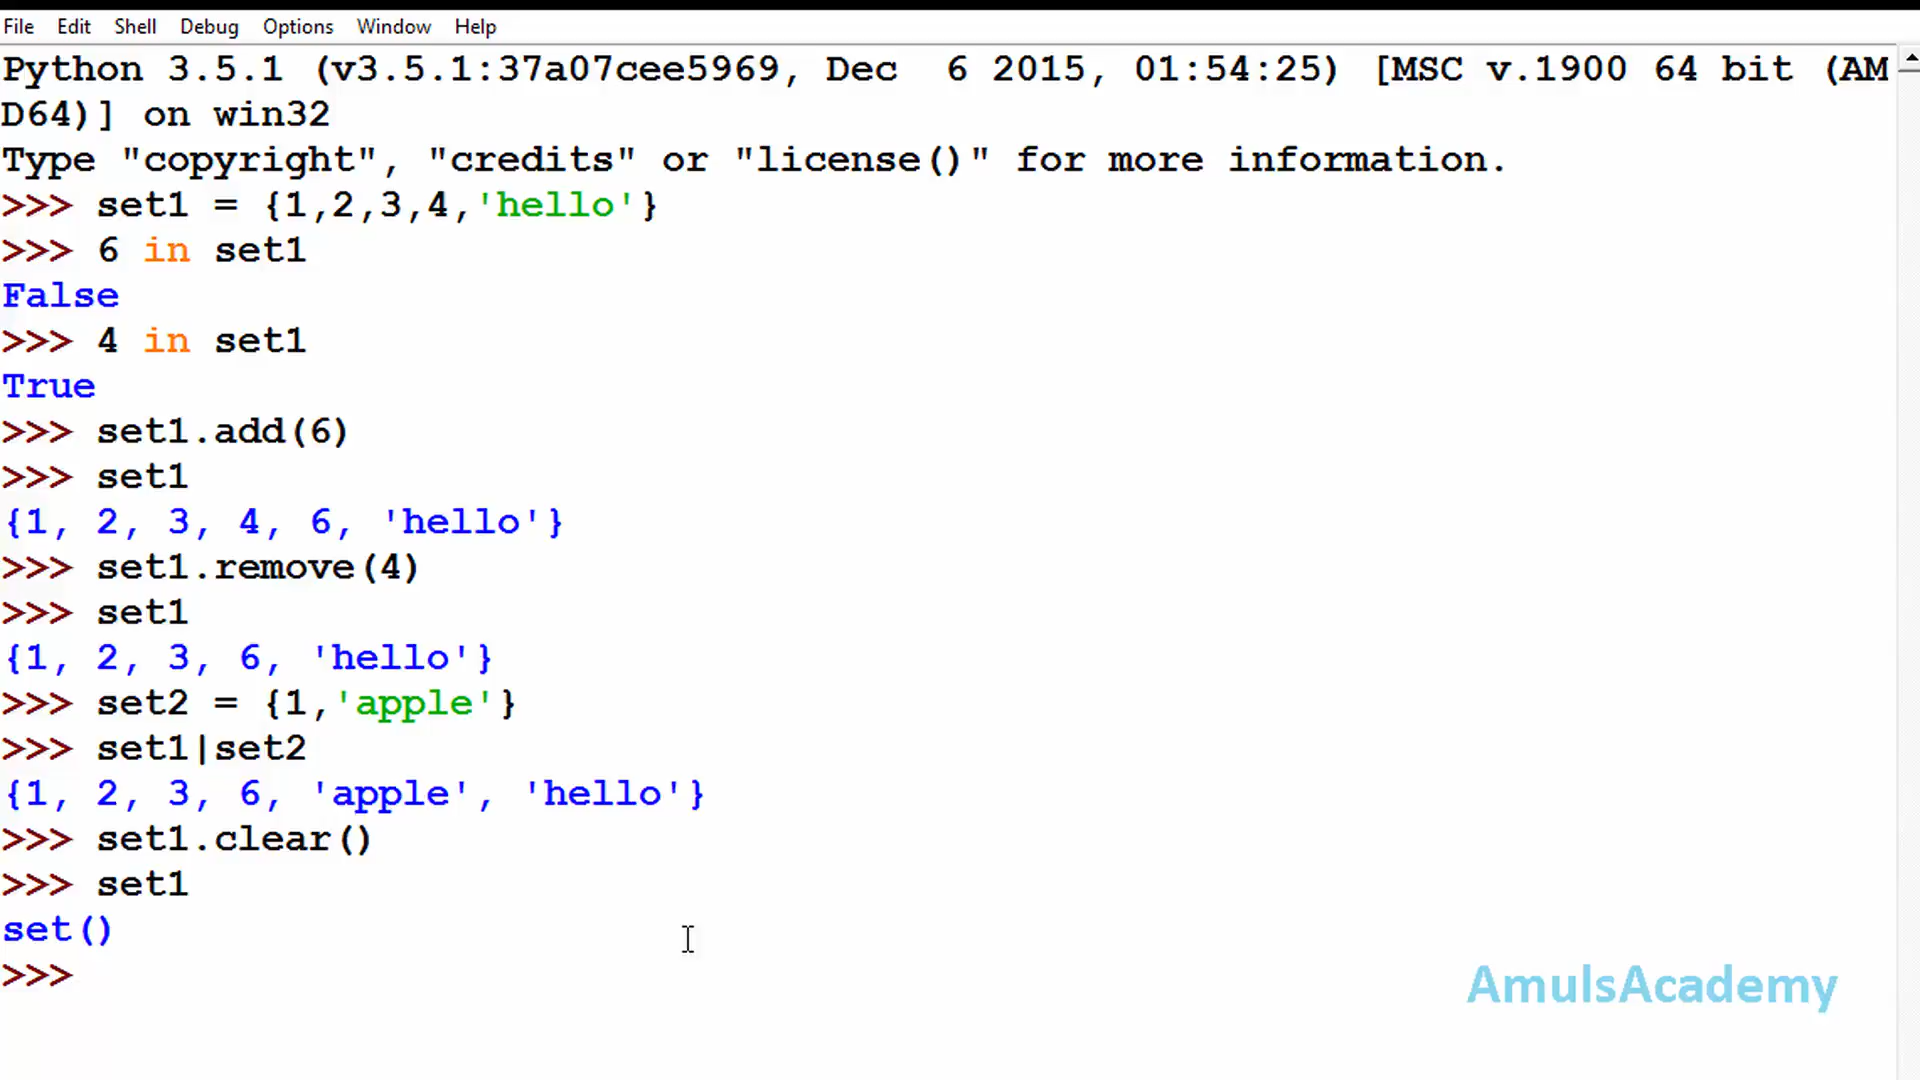 File Edit Shell Debug Options Window Help
Python 3.5.1 (v3.5.1:37a07cee5969, Dec  6 2015, 01:54:25) [MSC v.1900 64 bit (AM
D64)] on win32
Type "copyright", "credits" or "license()" for more information.
>>> set1 = {1,2,3,4,'hello'}
>>> 6 in set1
False
>>> 4 in set1
True
>>> set1.add(6)
>>> set1
{1, 2, 3, 4, 6, 'hello'}
>>> set1.remove(4)
>>> set1
{1, 2, 3, 6, 'hello'}
>>> set2 = {1,'apple'}
>>> set1|set2
{1, 2, 3, 6, 'apple', 'hello'}
>>> set1.clear()
>>> set1
set()
>>>
AmulsAcademy